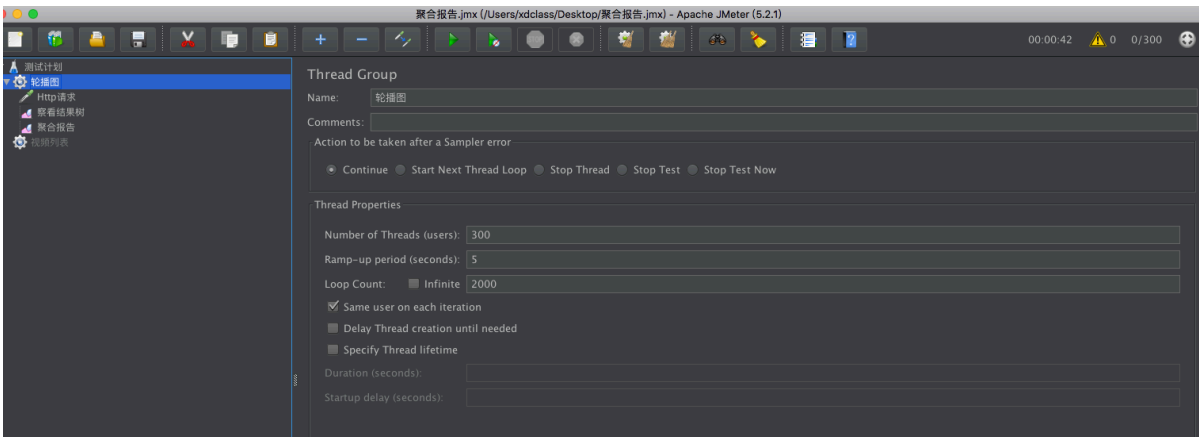 聚合报告.jmx (/Users/xdclass/Desktop/聚合报告.jmx) - Apache JMeter (5.2.1)
00:00:42 0 0/300
测试计划
轮播图
Http请求
察看结果树
聚合报告
视频列表
Thread Group
Name: 轮播图
Comments:
Action to be taken after a Sampler error
Continue Start Next Thread Loop Stop Thread Stop Test Stop Test Now
Thread Properties
Number of Threads (users): 300
Ramp-up period (seconds): 5
Loop Count: Infinite 2000
Same user on each iteration
Delay Thread creation until needed
Specify Thread lifetime
Duration (seconds):
Startup delay (seconds):